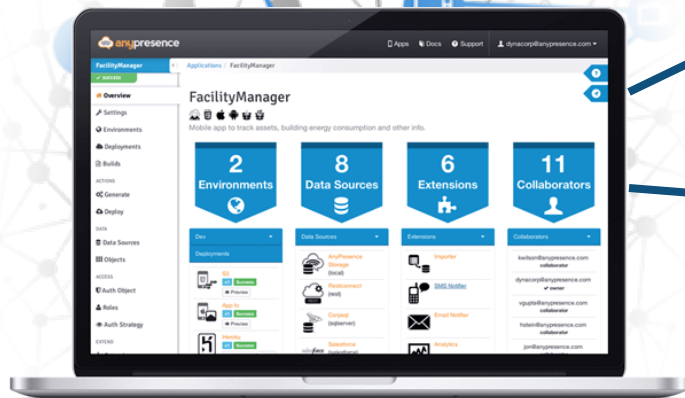 anypresence
Apps Docs Support dynacorp@anypresence.com
FacilityManager
success
Applications / FacilityManager
Overview
Settings
Environments
Deployments
Builds
ACTIONS
Generate
Deploy
DATA
Data Sources
Objects
ACCESS
Auth Object
Roles
Auth Strategy
EXTEND
FacilityManager
Mobile app to track assets, building energy consumption and other info.
2
Environments
8
Data Sources
6
Extensions
11
Collaborators
Dev
Deployments
S3
Success
Preview
App.io
Success
Preview
Heroku
Success
Data Sources
AnyPresence
Storage
(local)
Restconnect
(rest)
Corporal
(sqlserver)
Salesforce
(salesforce)
Extensions
Importer
SMS Notifier
Email Notifier
Analytics
Collaborators
kwilson@anypresence.com
collaborator
dynacorp@anypresence.com
✔ owner
vgupta@anypresence.com
collaborator
hstein@anypresence.com
collaborator
jon@anypresence.com